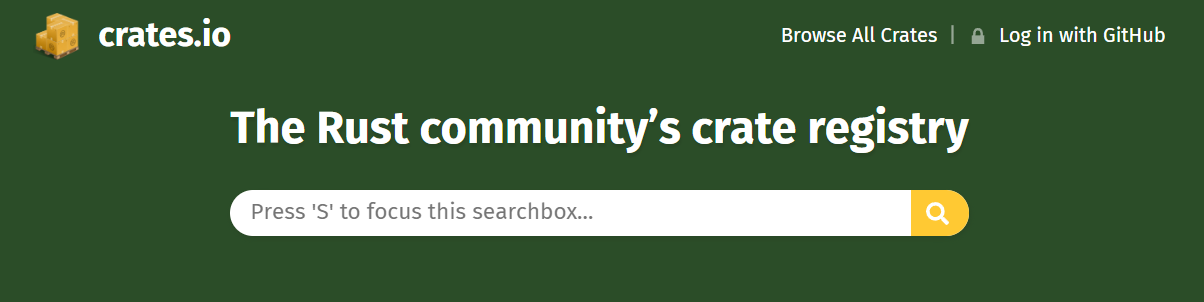 crates.io
Browse All Crates | Log in with GitHub
The Rust community’s crate registry
Press 'S' to focus this searchbox...